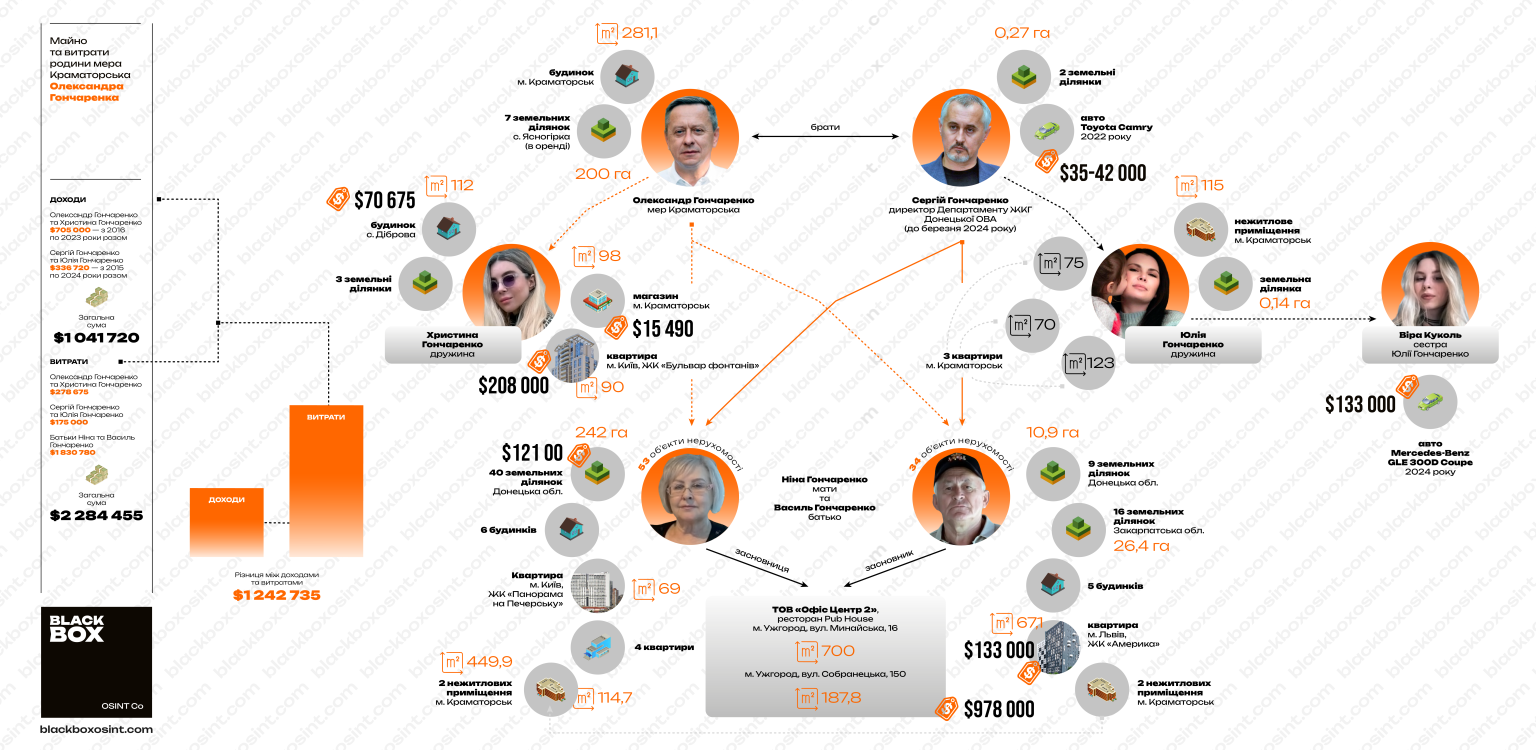 Майно
та витрати
родини мера
Краматорська
Олександра
Гончаренка
ДОХОДИ
Олександр Гончаренко
та Христина Гончаренко
$705 000 — з 2016
по 2023 роки разом
Сергій Гончаренко
та Юлія Гончаренко
$336 720 — з 2015
по 2024 роки разом
Загальна
сума
$1 041 720
ВИТРАТИ
Олександр Гончаренко
та Христина Гончаренко
$278 675
Сергій Гончаренко
та Юлія Гончаренко
$175 000
Батьки Ніна та Василь
Гончаренко
$1 830 780
Загальна
сума
$2 284 455
BLACK
BOX
OSINT Co
blackboxosint.com
ДОХОДИ
ВИТРАТИ
Різниця між доходами
та витратами
$1 242 735
m² 281,1
будинок
м. Краматорськ
7 земельних
ділянок
с. Ясногірка
(в оренді)
200 га
Олександр Гончаренко
мер Краматорська
брати
0,27 га
2 земельні
ділянки
авто
Toyota Camry
2022 року
$35-42 000
Сергій Гончаренко
директор Департаменту ЖКГ
Донецької ОВА
(до березня 2024 року)
$70 675
m² 112
будинок
с. Діброва
3 земельні
ділянки
Христина
Гончаренко
дружина
m² 98
магазин
м. Краматорськ
$15 490
квартира
м. Київ, ЖК «Бульвар фонтанів»
$208 000
m² 90
m² 75
m² 70
m² 123
3 квартири
м. Краматорськ
m² 115
нежитлове
приміщення
м. Краматорськ
земельна
ділянка
0,14 га
Юлія
Гончаренко
дружина
Віра Куколь
сестра
Юлії Гончаренко
$133 000
авто
Mercedes-Benz
GLE 300D Coupe
2024 року
242 га
$121 00
40 земельних
ділянок
Донецька обл.
6 будинків
Квартира
м. Київ,
ЖК «Панорама
на Печерську»
m² 69
4 квартири
m² 449,9
2 нежитлових
приміщення
м. Краматорськ
m² 114,7
53 об'єкти нерухомості
Ніна Гончаренко
мати
та
Василь Гончаренко
батько
34 об'єкти нерухомості
засновниця
засновник
ТОВ «Офіс Центр 2»,
ресторан Pub House
м. Ужгород, вул. Минайська, 16
m² 700
м. Ужгород, вул. Собранецька, 150
m² 187,8
$978 000
10,9 га
9 земельних
ділянок
Донецька обл.
16 земельних
ділянок
Закарпатська обл.
26,4 га
5 будинків
m² 67,1
$133 000
квартира
м. Львів,
ЖК «Америка»
2 нежитлових
приміщення
м. Краматорськ